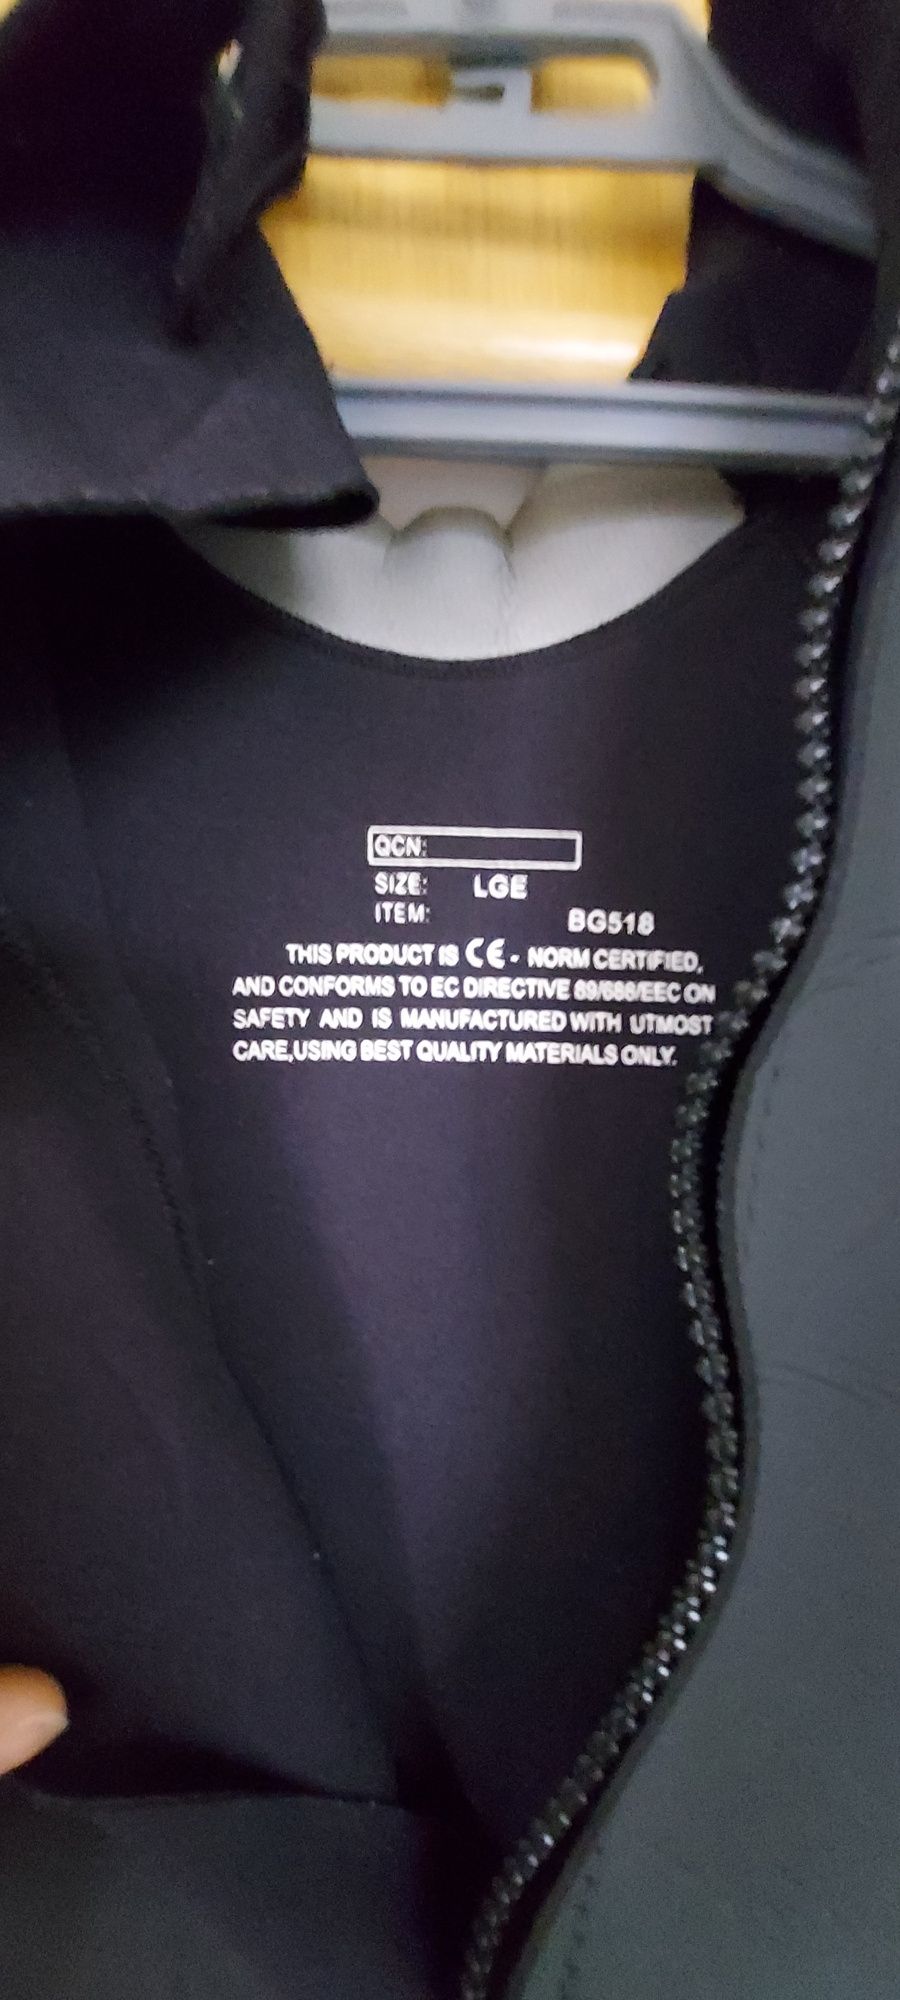 QCN:
SIZE: LGE
ITEM: BG518
THIS PRODUCT IS CE - NORM CERTIFIED,
AND CONFORMS TO EC DIRECTIVE 89/686/EEC ON
SAFETY AND IS MANUFACTURED WITH UTMOST
CARE,USING BEST QUALITY MATERIALS ONLY.